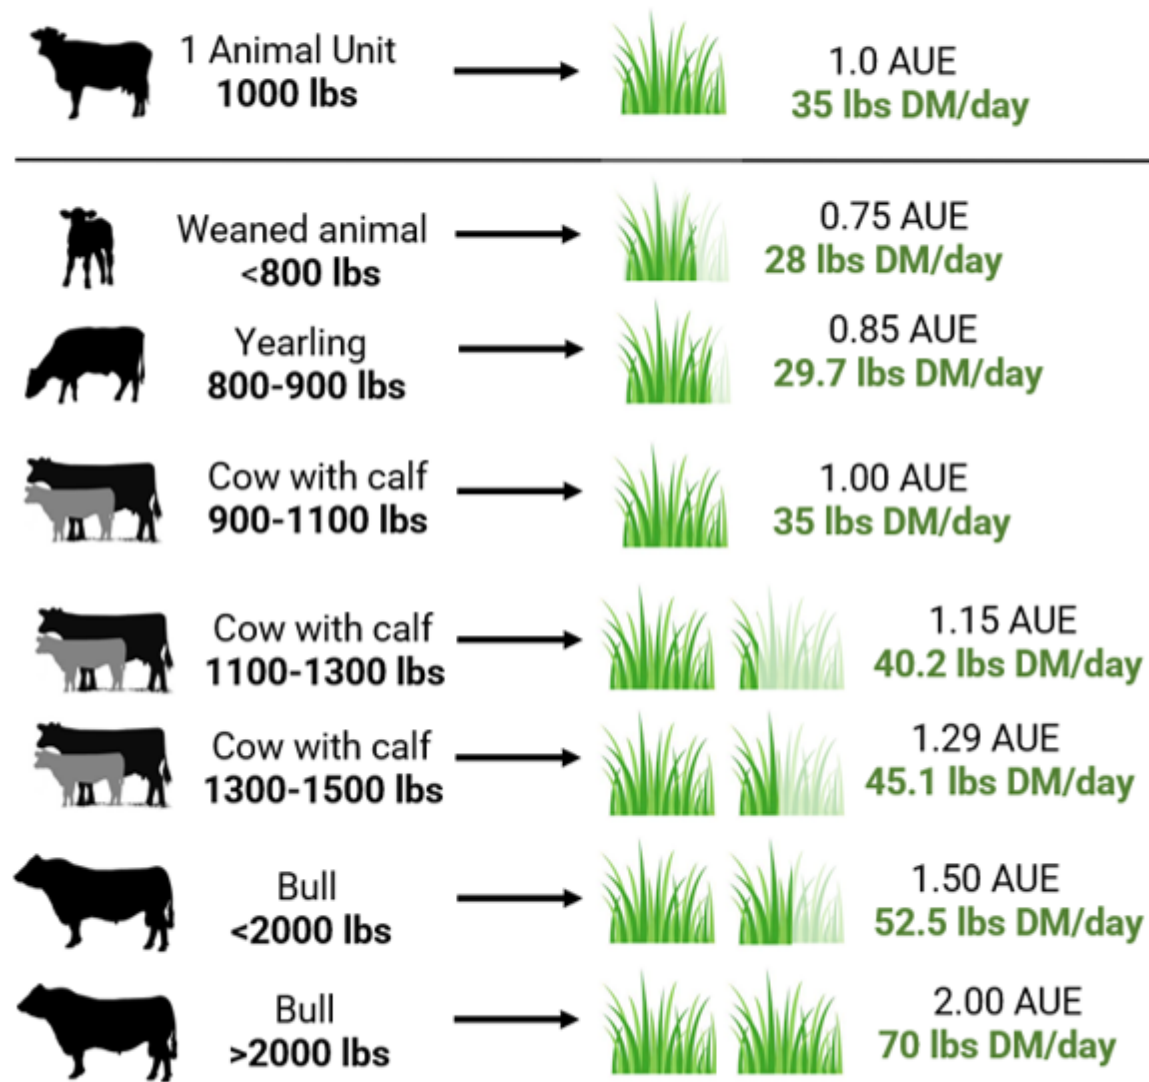 1 Animal Unit
1000 lbs
1.0 AUE
35 lbs DM/day
Weaned animal
<800 lbs
0.75 AUE
28 lbs DM/day
Yearling
800-900 lbs
0.85 AUE
29.7 lbs DM/day
Cow with calf
900-1100 lbs
1.00 AUE
35 lbs DM/day
Cow with calf
1100-1300 lbs
1.15 AUE
40.2 lbs DM/day
Cow with calf
1300-1500 lbs
1.29 AUE
45.1 lbs DM/day
Bull
<2000 lbs
1.50 AUE
52.5 lbs DM/day
Bull
>2000 lbs
2.00 AUE
70 lbs DM/day